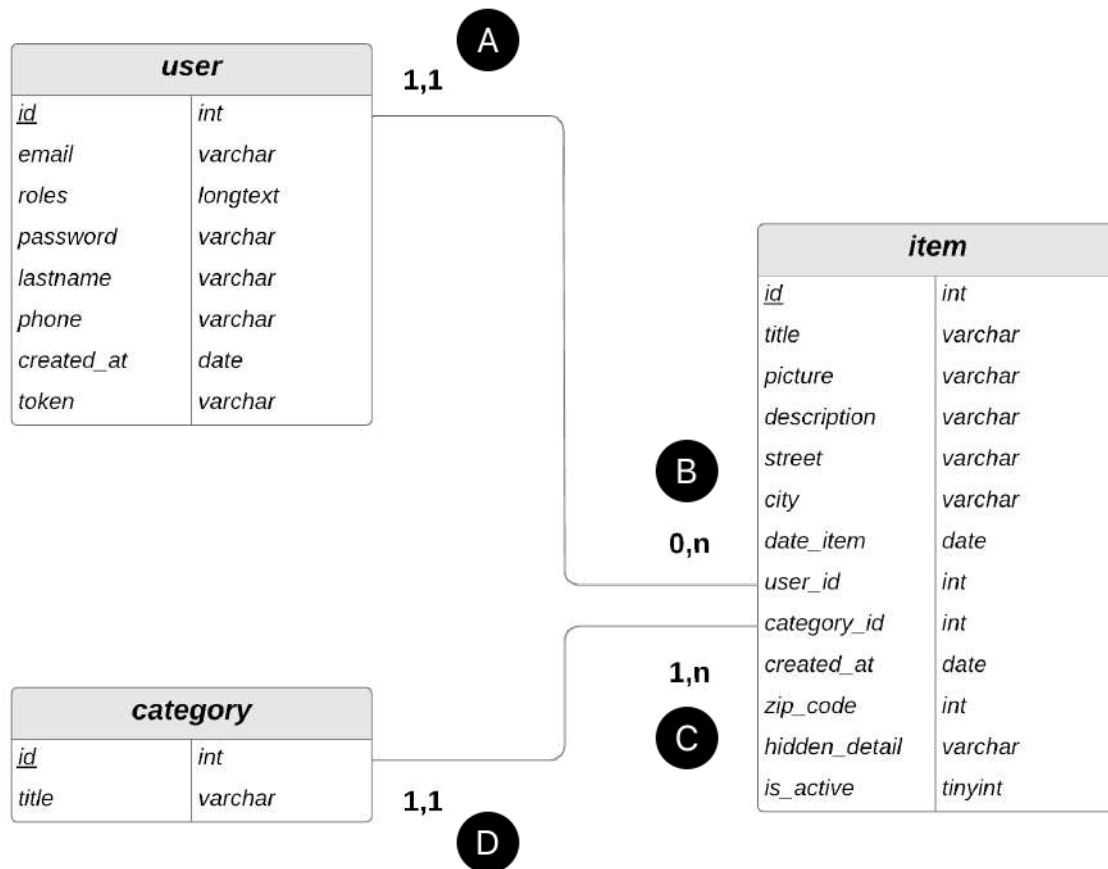 A
user
1,1
id int
email varchar
roles longtext
password varchar
lastname varchar
phone varchar
created_at date
token varchar
item
id int
title varchar
picture varchar
description varchar
street varchar
city varchar
date_item date
user_id int
category_id int
created_at date
zip_code int
hidden_detail varchar
is_active tinyint
B
0,n
1,n
C
category
id int
title varchar
1,1
D